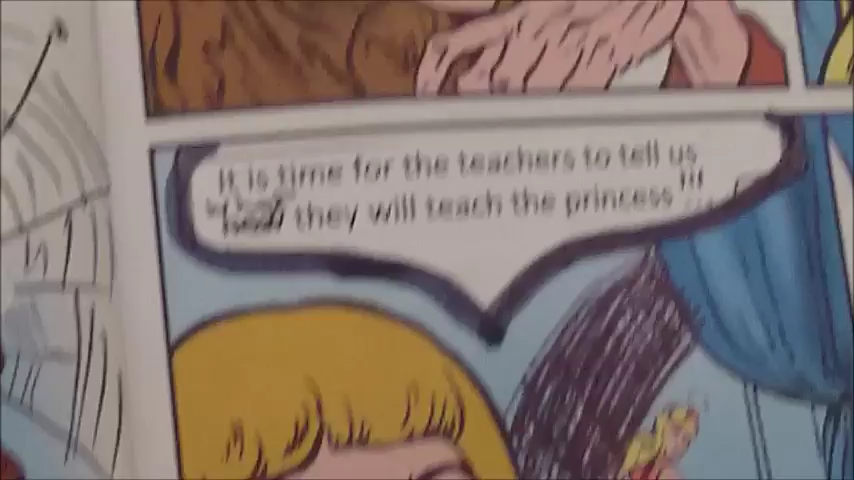 It is time for the teachers to tell us
they will teach the princess !!!